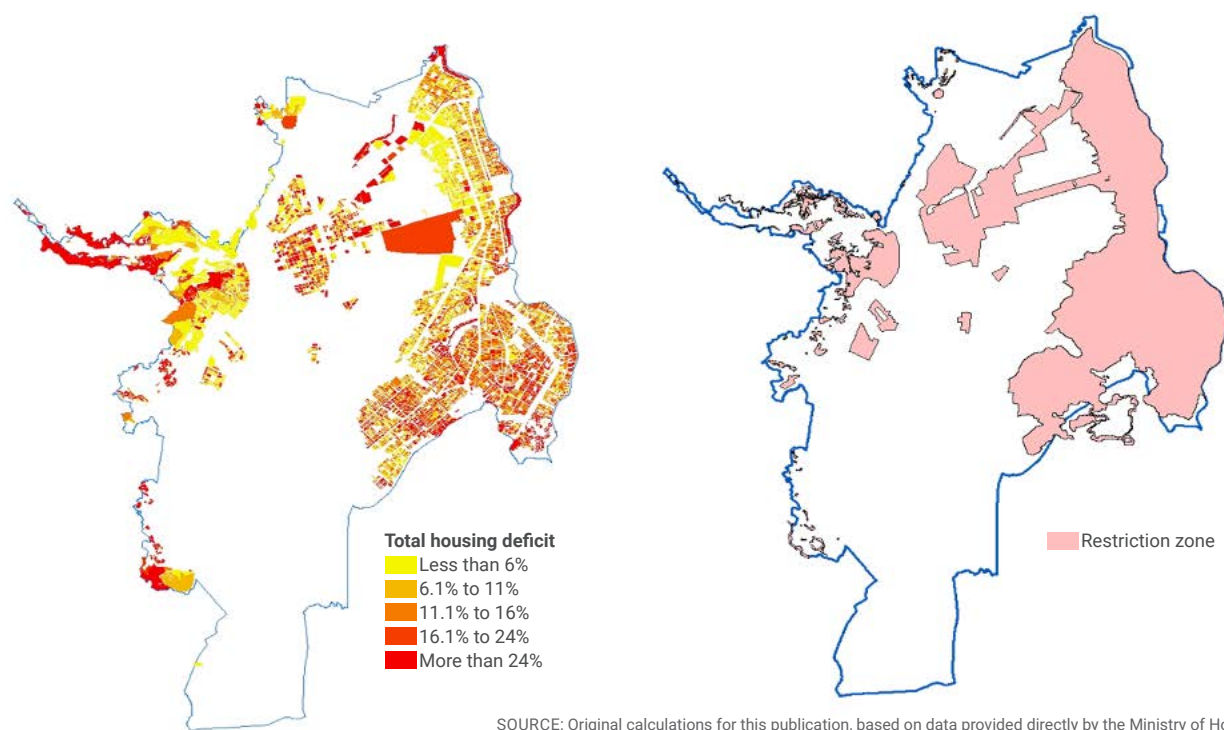 Total housing deficit
Less than 6%
6.1% to 11%
11.1% to 16%
16.1% to 24%
More than 24%
Restriction zone
SOURCE: Original calculations for this publication, based on data provided directly by the Ministry of